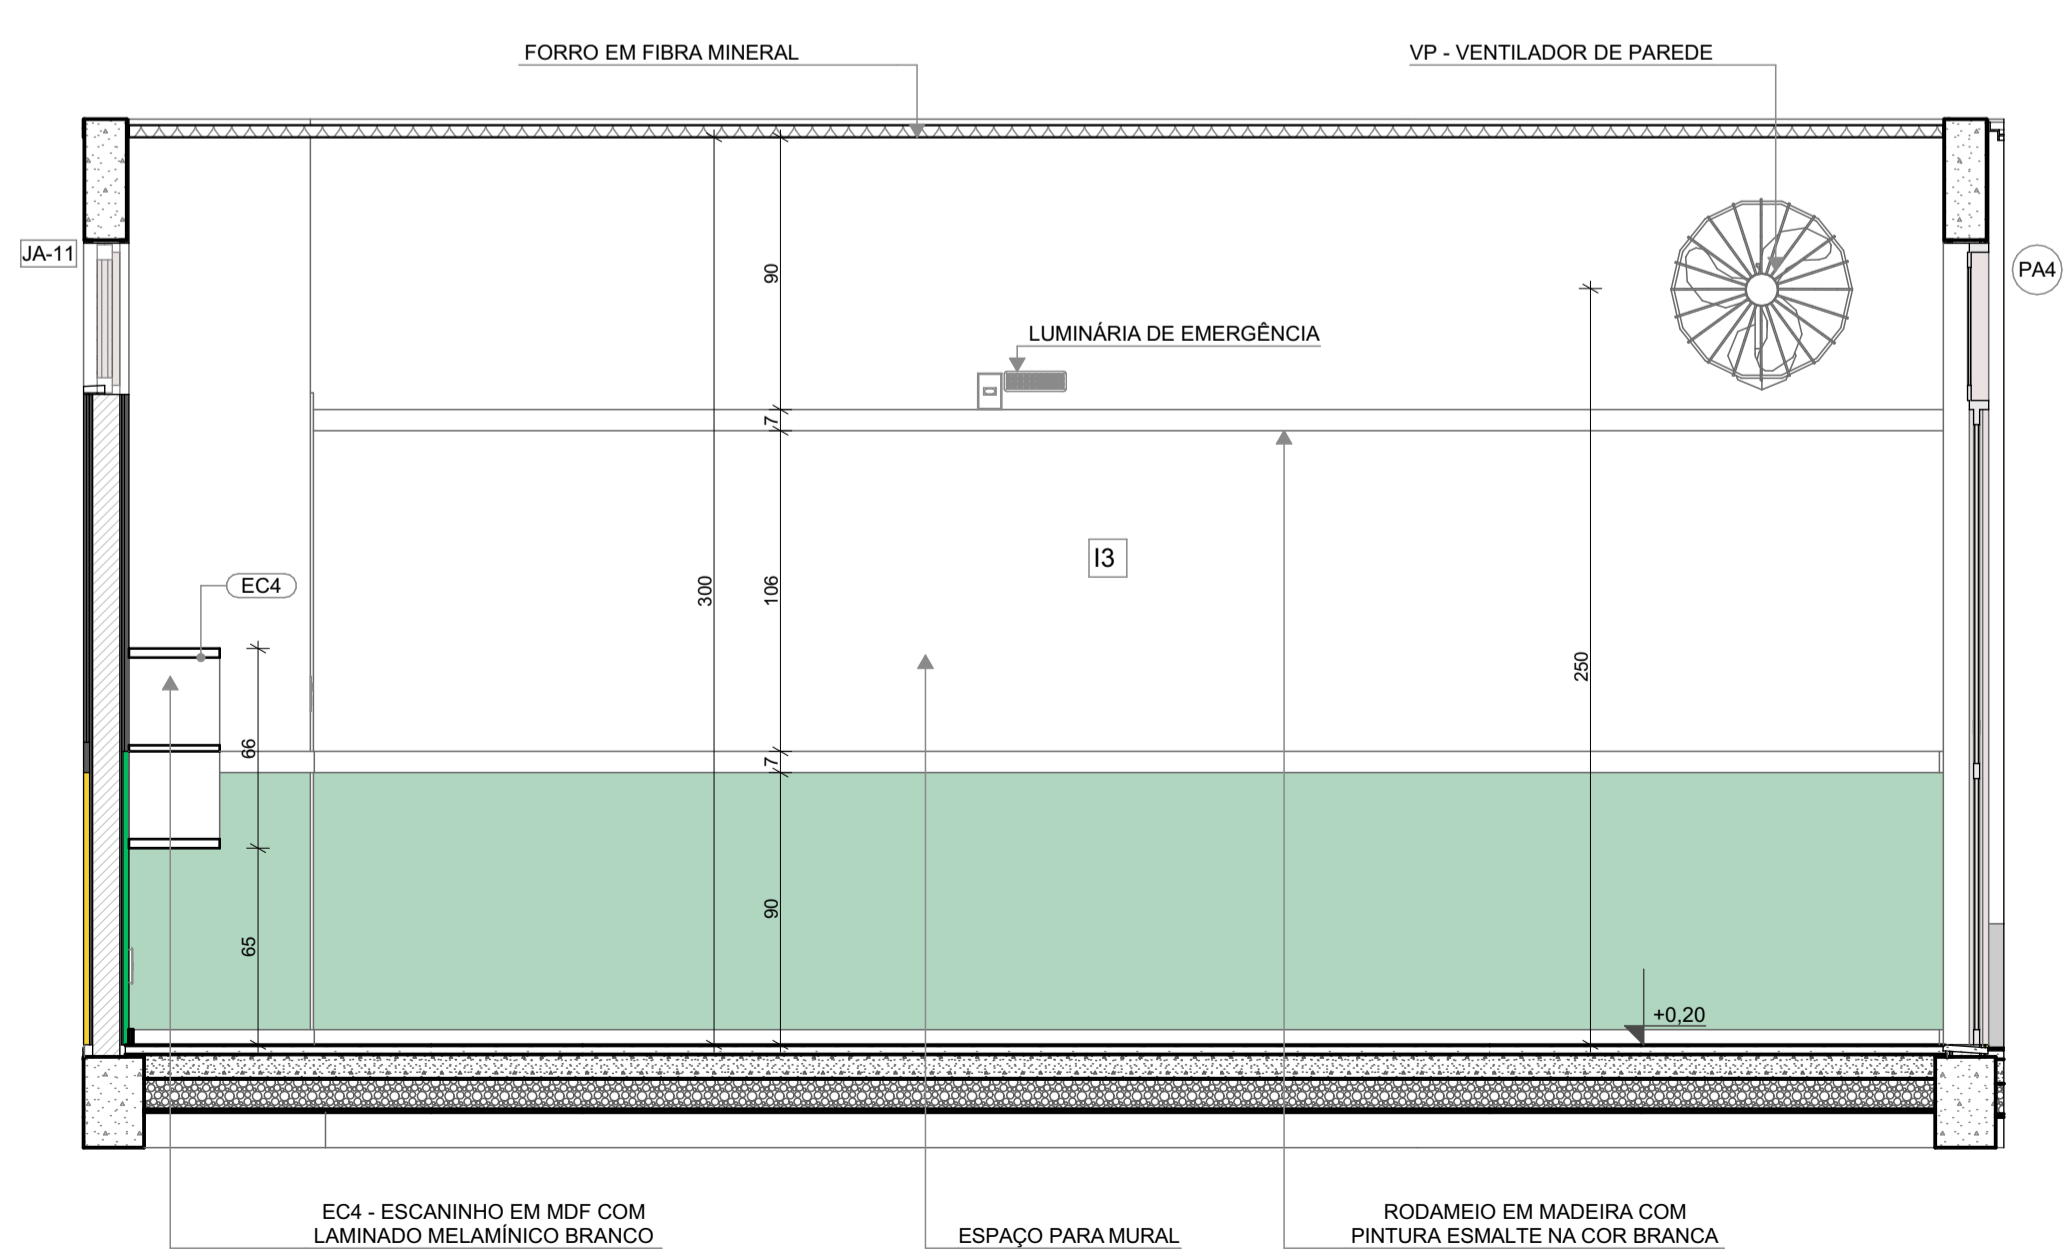 FORRO EM FIBRA MINERAL
VP - VENTILADOR DE PAREDE
JA-11
PA4
90
LUMINÁRIA DE EMERGÊNCIA
7
I3
EC4
300
106
250
66
7
90
65
+0,20
EC4 - ESCANINHO EM MDF COM
LAMINADO MELAMÍNICO BRANCO
ESPAÇO PARA MURAL
RODAMEIO EM MADEIRA COM
PINTURA ESMALTE NA COR BRANCA